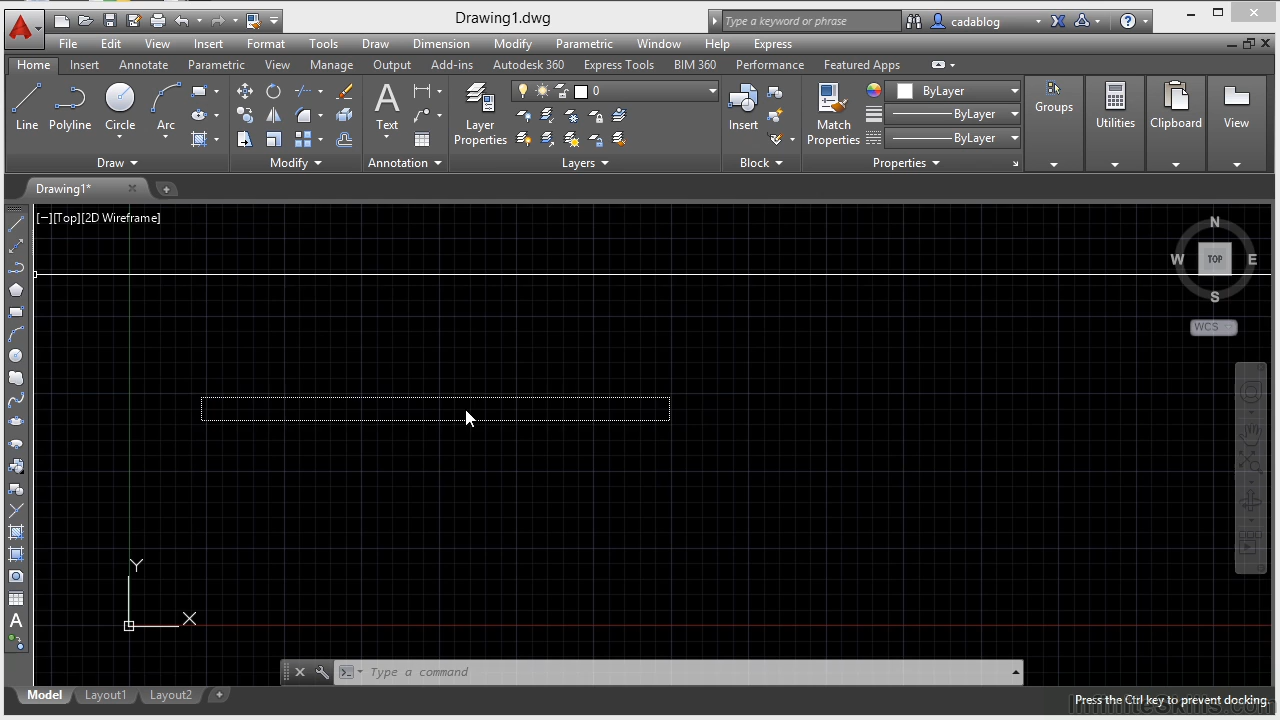 Drawing1.dwg
Type a keyword or phrase
cadablog
File Edit View Insert Format Tools Draw Dimension Modify Parametric Window Help Express
Home Insert Annotate Parametric View Manage Output Add-ins Autodesk 360 Express Tools BIM 360 Performance Featured Apps
0
ByLayer
ByLayer
ByLayer
Line Polyline Circle Arc
Text
Layer
Properties
Insert
Match
Properties
Groups
Utilities
Clipboard
View
Draw Modify Annotation Layers Block Properties
Drawing1*
[−][Top][2D Wireframe]
N
W TOP E
S
WCS
Y
X
A
Type a command
Model Layout1 Layout2
Press the Ctrl key to prevent docking.
InfiniteSkills.com